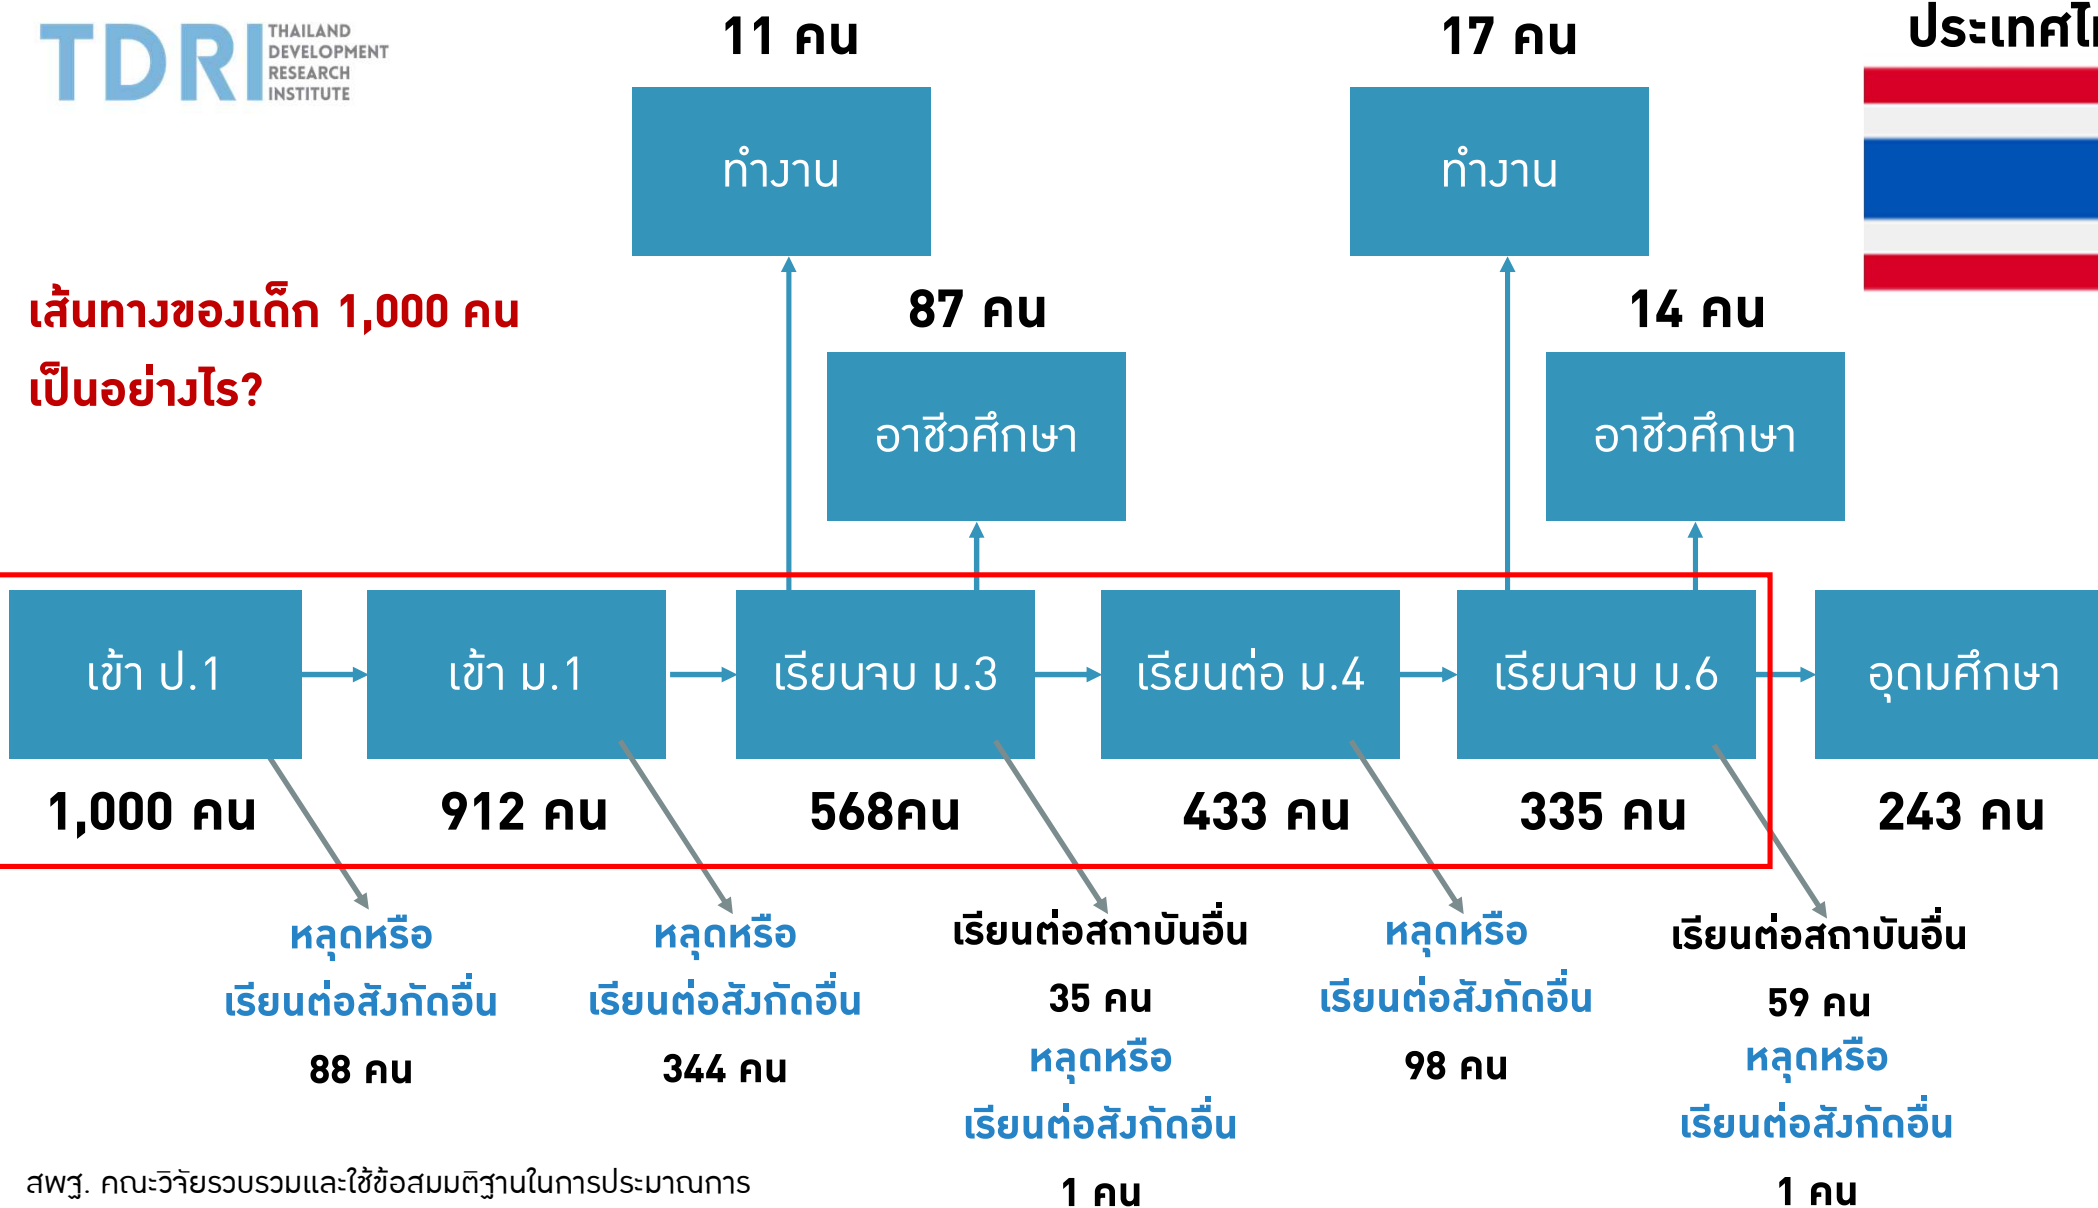 TDRI
THAILAND
DEVELOPMENT
RESEARCH
INSTITUTE
11 คน
17 คน
ทำงาน
ทำงาน
เส้นทางของเด็ก 1,000 คน
เป็นอย่างไร?
87 คน
14 คน
อาชีวศึกษา
อาชีวศึกษา
เข้า ป.1
เข้า ม.1
เรียนจบ ม.3
เรียนต่อ ม.4
เรียนจบ ม.6
อุดมศึกษา
1,000 คน
912 คน
568คน
433 คน
335 คน
243 คน
หลุดหรือ
เรียนต่อสังกัดอื่น
88 คน
หลุดหรือ
เรียนต่อสังกัดอื่น
344 คน
เรียนต่อสถาบันอื่น
35 คน
หลุดหรือ
เรียนต่อสังกัดอื่น
1 คน
หลุดหรือ
เรียนต่อสังกัดอื่น
98 คน
เรียนต่อสถาบันอื่น
59 คน
หลุดหรือ
เรียนต่อสังกัดอื่น
1 คน
สพฐ. คณะวิจัยรวบรวมและใช้ข้อสมมติฐานในการประมาณการ